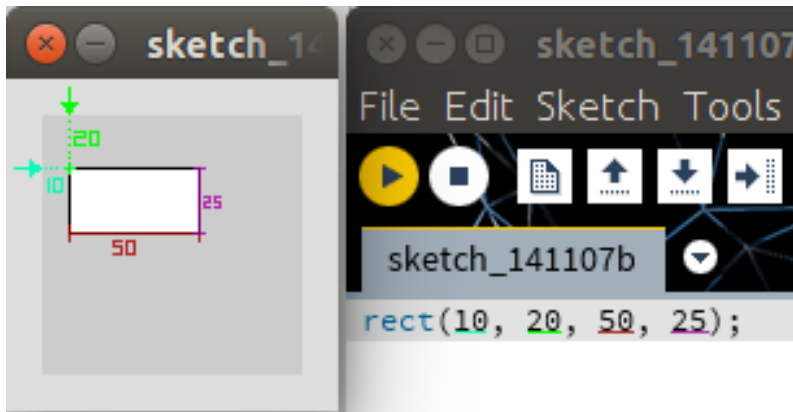 sketch_14
20
10
25
50
sketch_141107
File Edit Sketch Tools
sketch_141107b
rect(10, 20, 50, 25);